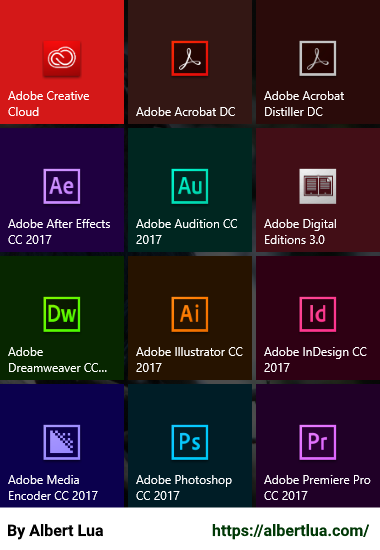 Adobe Creative
Cloud
Adobe Acrobat DC
Adobe Acrobat
Distiller DC
Ae
Adobe After Effects
CC 2017
Au
Adobe Audition CC
2017
Adobe Digital
Editions 3.0
Dw
Adobe
Dreamweaver CC...
Ai
Adobe Illustrator CC
2017
Id
Adobe InDesign CC
2017
Adobe Media
Encoder CC 2017
Ps
Adobe Photoshop
CC 2017
Pr
Adobe Premiere Pro
CC 2017
By Albert Lua
https://albertlua.com/